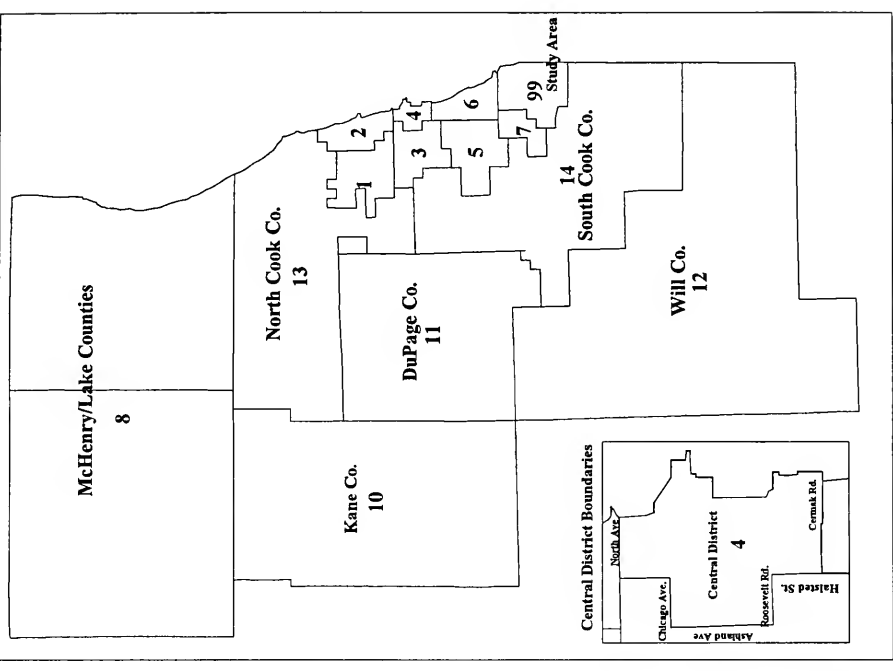 McHenry/Lake Counties
8
North Cook Co.
13
2
1
4
3
6
5
99
Study Area
7
DuPage Co.
11
14
South Cook Co.
Kane Co.
10
Will Co.
12
Central District Boundaries
North Ave
Chicago Ave.
Central District
4
Ashland Ave
Roosevelt Rd.
Halsted St.
Cermak Rd.